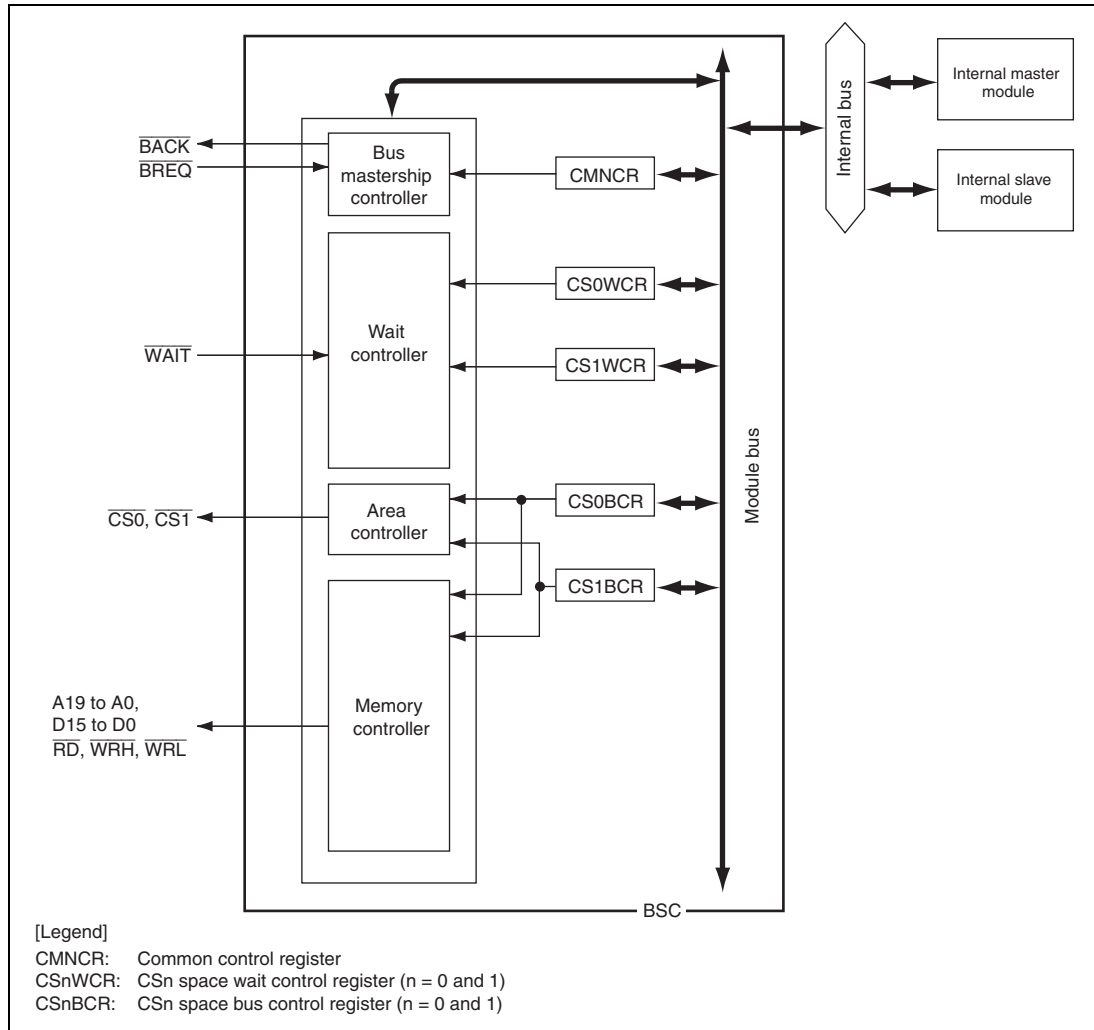 Internal bus
Internal master
module
Internal slave
module
BACK
BREQ
Bus
mastership
controller
CMNCR
CS0WCR
WAIT
Wait
controller
CS1WCR
Module bus
CS0, CS1
Area
controller
CS0BCR
CS1BCR
A19 to A0,
D15 to D0
RD, WRH, WRL
Memory
controller
BSC
[Legend]
CMNCR: Common control register
CSnWCR: CSn space wait control register (n = 0 and 1)
CSnBCR: CSn space bus control register (n = 0 and 1)